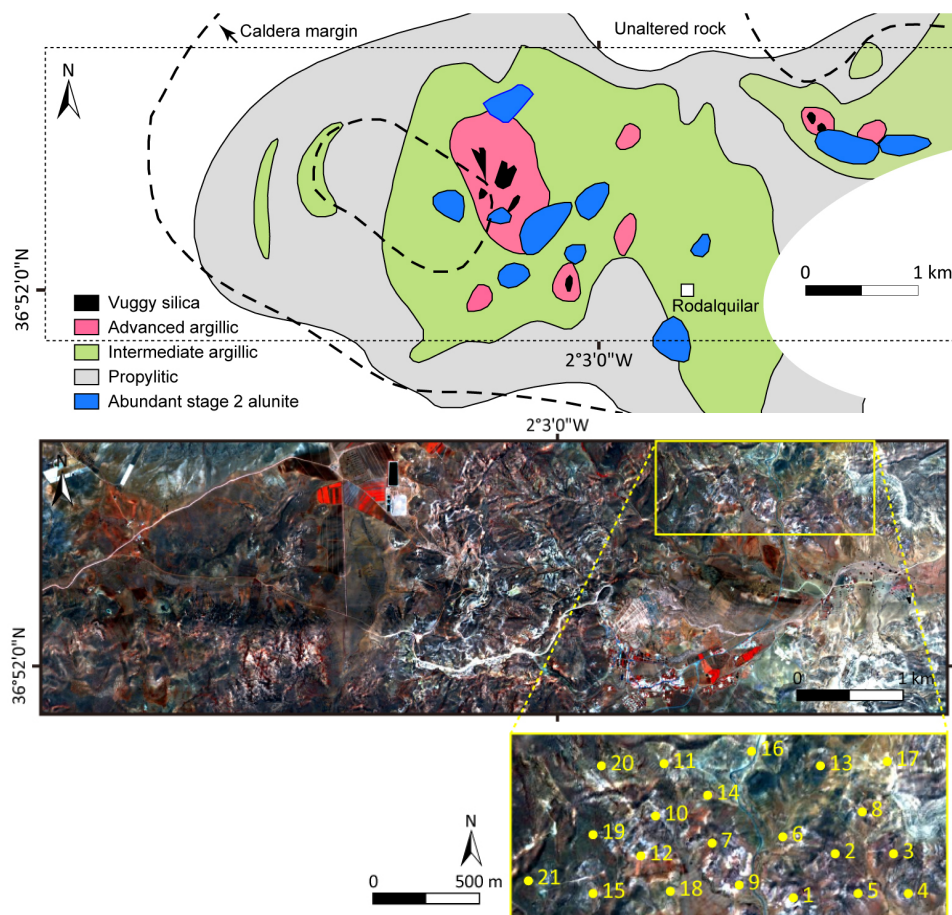 Caldera margin
Unaltered rock
N
36°52'0"N
0 1 km
Rodalquilar
Vuggy silica
Advanced argillic
Intermediate argillic
Propylitic
Abundant stage 2 alunite
2°3'0"W
2°3'0"W
N
36°52'0"N
0 1 km
N
0 500 m
16
20
11
13
17
14
10
8
19
7
6
12
2
3
21
15
18
9
1
5
4